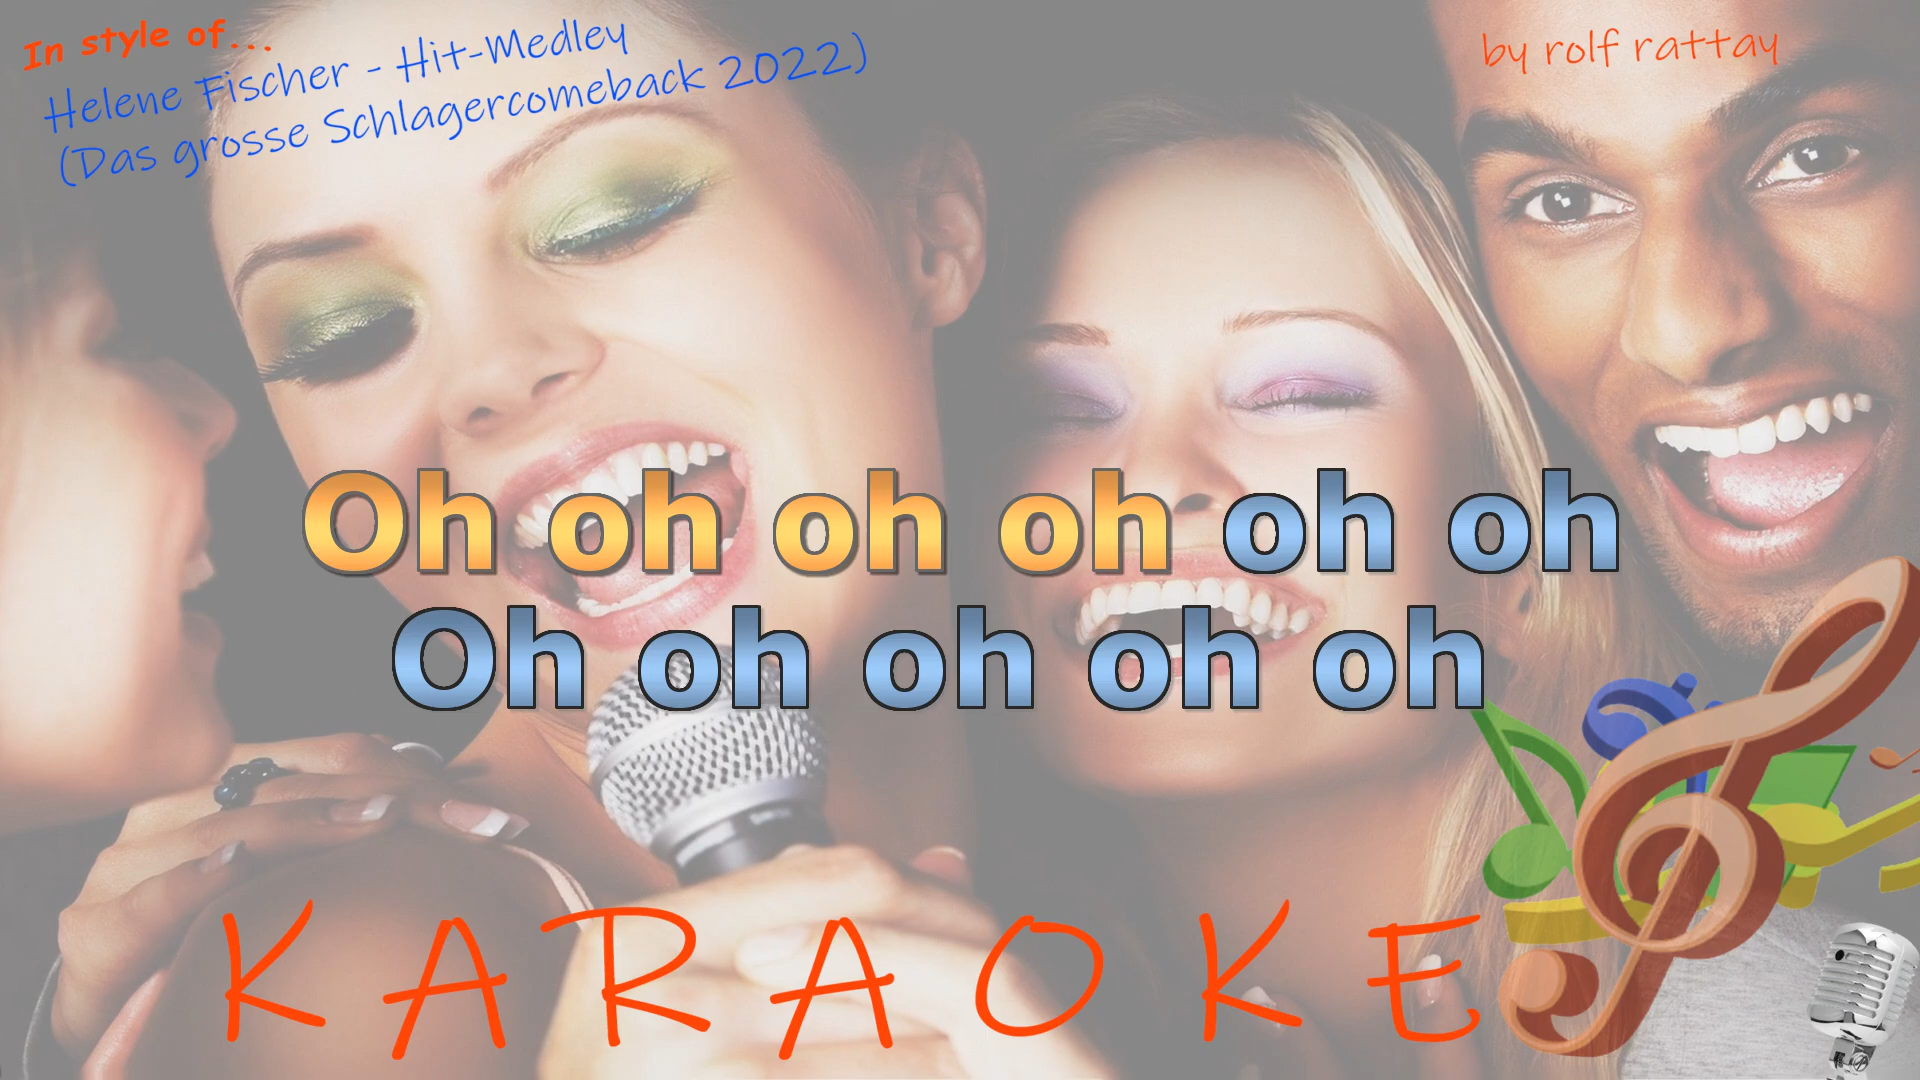 In style of...
Helene Fischer - Hit-Medley
(Das grosse Schlagercomeback 2022)
by rolf rattay
Oh oh oh oh oh oh
Oh oh oh oh oh
KARAOKE